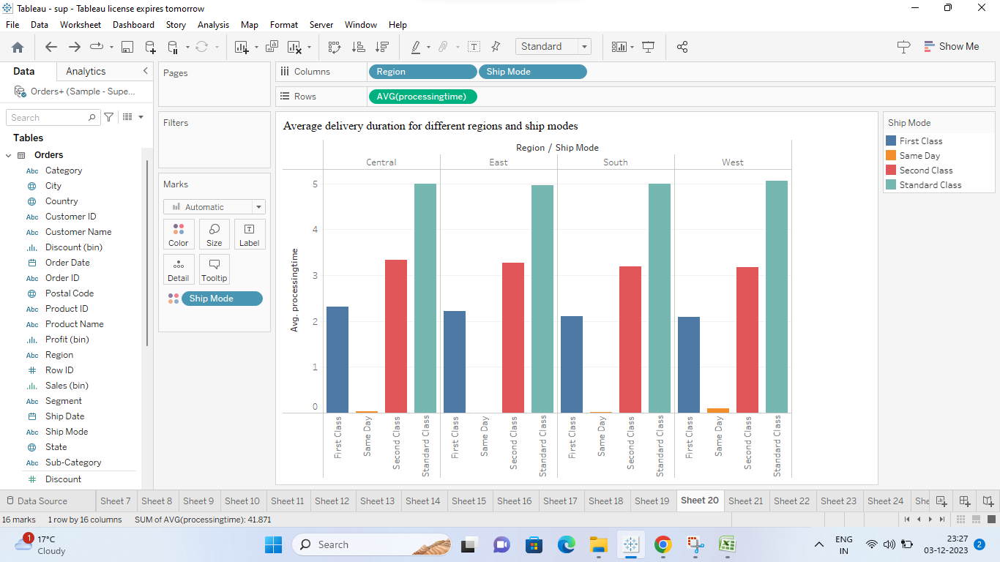 Tableau - sup - Tableau license expires tomorrow
File Data Worksheet Dashboard Story Analysis Map Format Server Window Help
Standard
Show Me
Data Analytics
Orders+ (Sample - Supe...
Search
Tables
Orders
Abc Category
City
Country
Abc Customer ID
Abc Customer Name
Discount (bin)
Order Date
Abc Order ID
Postal Code
Abc Product ID
Abc Product Name
Profit (bin)
Abc Region
Row ID
Sales (bin)
Abc Segment
Ship Date
Abc Ship Mode
State
Abc Sub-Category
Discount
Pages
Filters
Marks
Automatic
Color Size Label
Detail Tooltip
Ship Mode
Columns Region Ship Mode
Rows AVG(processingtime)
Average delivery duration for different regions and ship modes
Region / Ship Mode
Central East South West
Avg. processingtime
5
4
3
2
1
0
First Class Same Day Second Class Standard Class First Class Same Day Second Class Standard Class First Class Same Day Second Class Standard Class First Class Same Day Second Class Standard Class
Ship Mode
First Class
Same Day
Second Class
Standard Class
Data Source Sheet 7 Sheet 8 Sheet 9 Sheet 10 Sheet 11 Sheet 12 Sheet 13 Sheet 14 Sheet 15 Sheet 16 Sheet 17 Sheet 18 Sheet 19 Sheet 20 Sheet 21 Sheet 22 Sheet 23 Sheet 24 She
16 marks 1 row by 16 columns SUM of AVG(processingtime): 41.871
1
17°C
Cloudy
Search
ENG
IN
23:27
03-12-2023
2